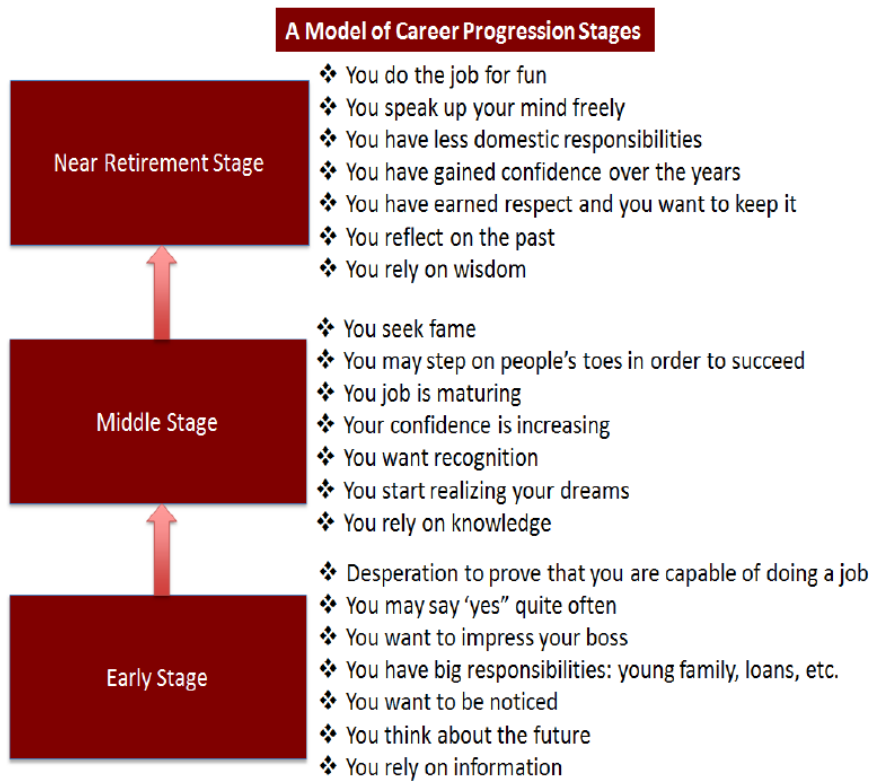 A Model of Career Progression Stages
Near Retirement Stage
❖ You do the job for fun
❖ You speak up your mind freely
❖ You have less domestic responsibilities
❖ You have gained confidence over the years
❖ You have earned respect and you want to keep it
❖ You reflect on the past
❖ You rely on wisdom
Middle Stage
❖ You seek fame
❖ You may step on people’s toes in order to succeed
❖ You job is maturing
❖ Your confidence is increasing
❖ You want recognition
❖ You start realizing your dreams
❖ You rely on knowledge
Early Stage
❖ Desperation to prove that you are capable of doing a job
❖ You may say ‘yes” quite often
❖ You want to impress your boss
❖ You have big responsibilities: young family, loans, etc.
❖ You want to be noticed
❖ You think about the future
❖ You rely on information